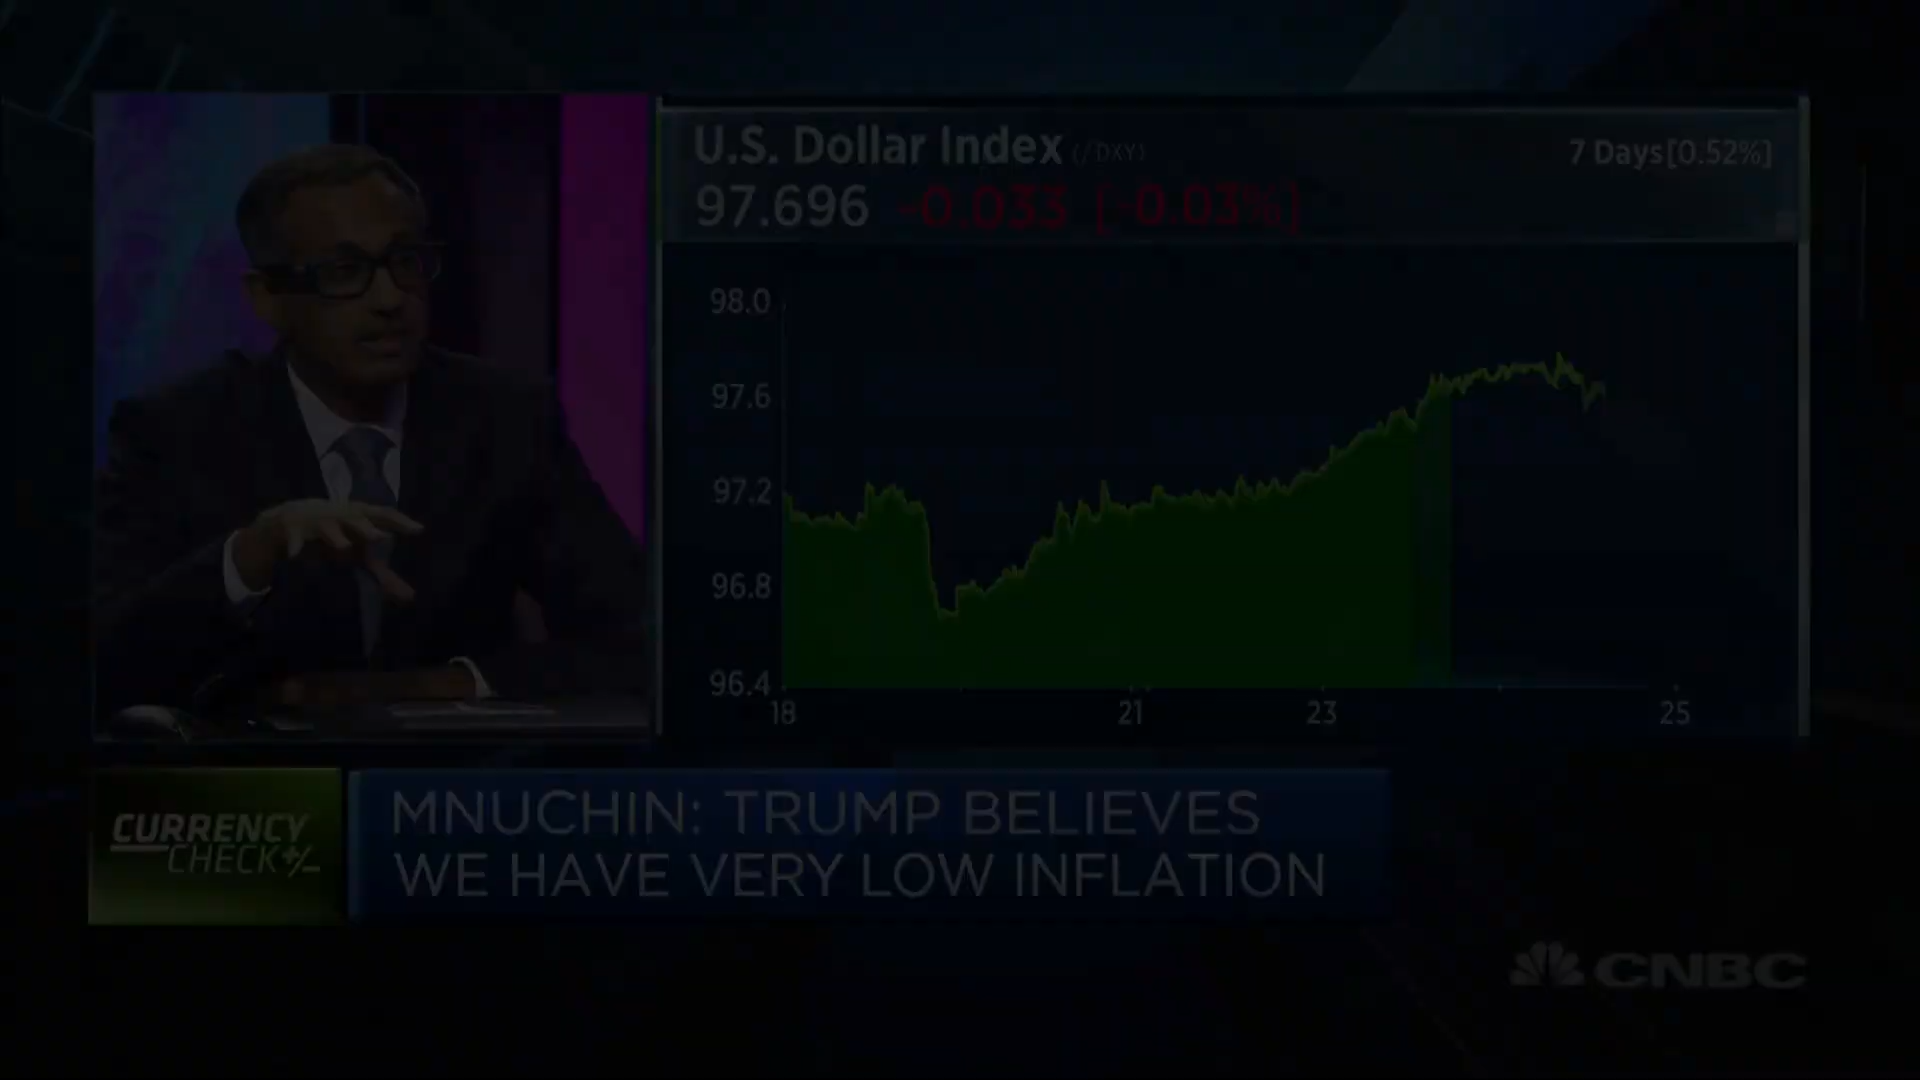 U.S. Dollar Index (/DXY)
7 Days[0.52%]
97.696 -0.033 [-0.03%]
98.0
97.6
97.2
96.8
96.4
18 21 23 25
CURRENCY
CHECK+/-
MNUCHIN: TRUMP BELIEVES
WE HAVE VERY LOW INFLATION
CNBC